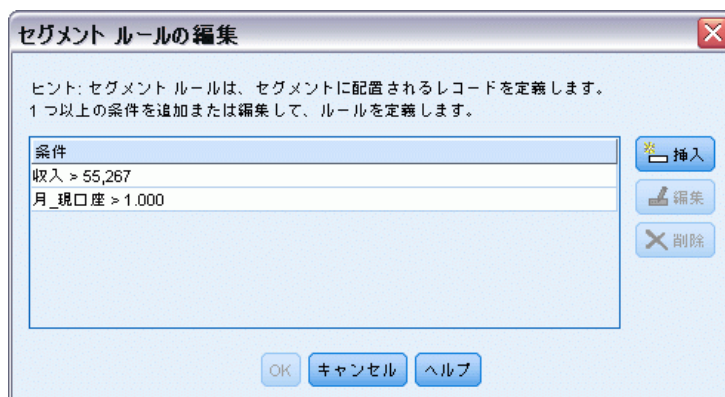 セグメント ルールの編集
ヒント: セグメント ルールは、セグメントに配置されるレコードを定義します。
1 つ以上の条件を追加または編集して、ルールを定義します。
条件
収入 > 55,267
月_現口座 > 1.000
挿入
編集
削除
OK
キャンセル
ヘルプ